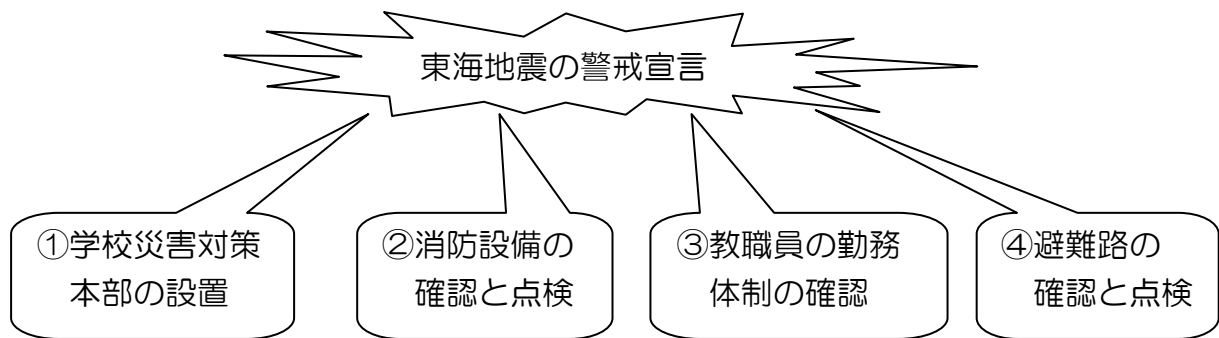 東海地震の警戒宣言
①学校災害対策
本部の設置
②消防設備の
確認と点検
③教職員の勤務
体制の確認
④避難路の
確認と点検